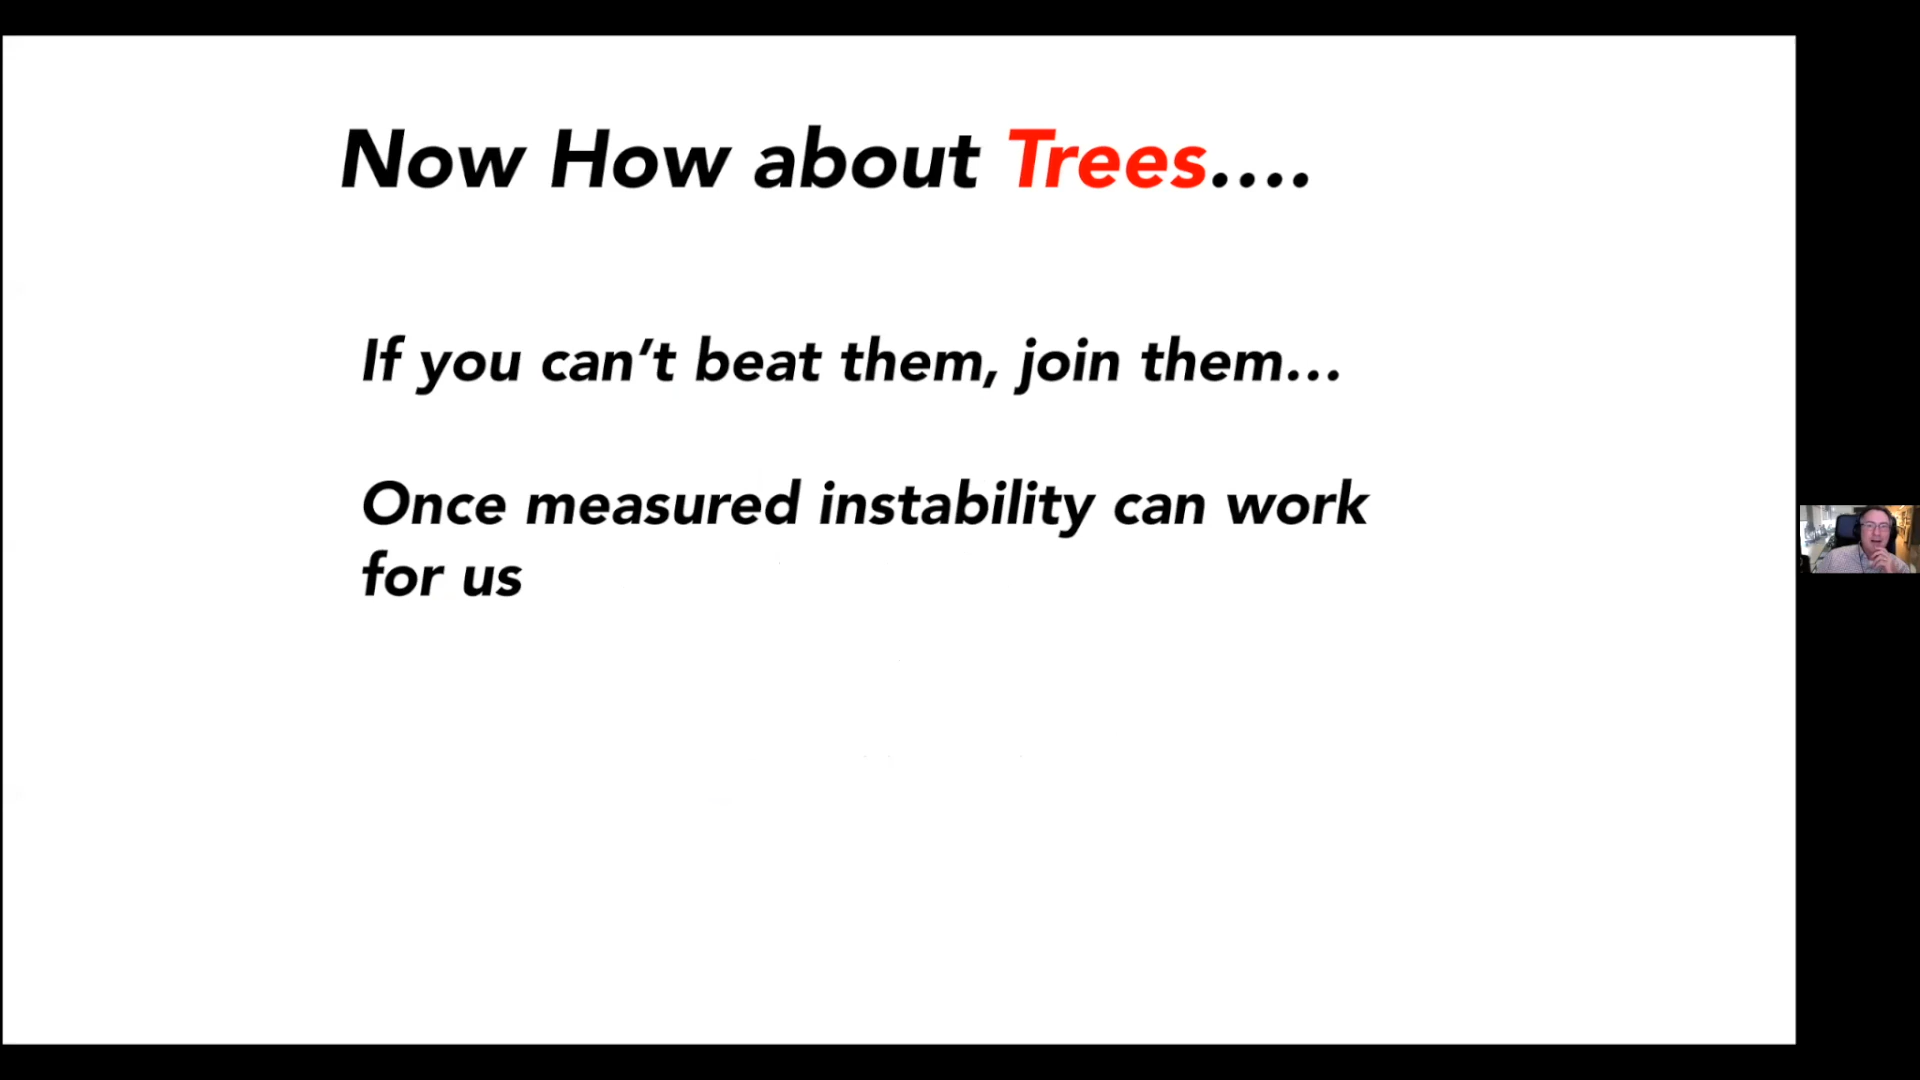 Now How about Trees....
If you can’t beat them, join them...
Once measured instability can work
for us